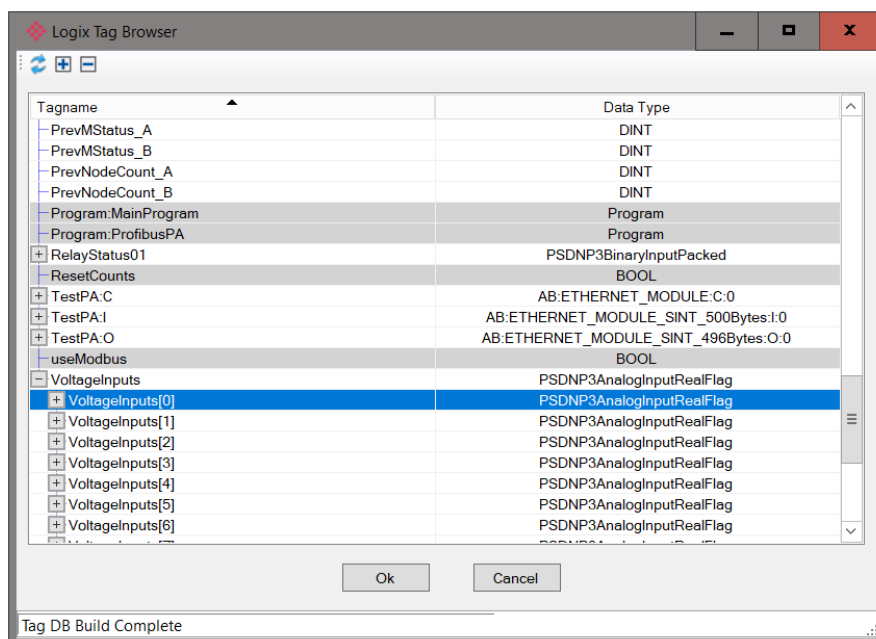 Logix Tag Browser
Tagname Data Type
PrevMStatus_A DINT
PrevMStatus_B DINT
PrevNodeCount_A DINT
PrevNodeCount_B DINT
Program:MainProgram Program
Program:ProfibusPA Program
RelayStatus01 PSDNP3BinaryInputPacked
ResetCounts BOOL
TestPA:C AB:ETHERNET_MODULE:C:0
TestPA:I AB:ETHERNET_MODULE_SINT_500Bytes:I:0
TestPA:O AB:ETHERNET_MODULE_SINT_496Bytes:O:0
useModbus BOOL
VoltageInputs PSDNP3AnalogInputRealFlag
VoltageInputs[0] PSDNP3AnalogInputRealFlag
VoltageInputs[1] PSDNP3AnalogInputRealFlag
VoltageInputs[2] PSDNP3AnalogInputRealFlag
VoltageInputs[3] PSDNP3AnalogInputRealFlag
VoltageInputs[4] PSDNP3AnalogInputRealFlag
VoltageInputs[5] PSDNP3AnalogInputRealFlag
VoltageInputs[6] PSDNP3AnalogInputRealFlag
Ok Cancel
Tag DB Build Complete